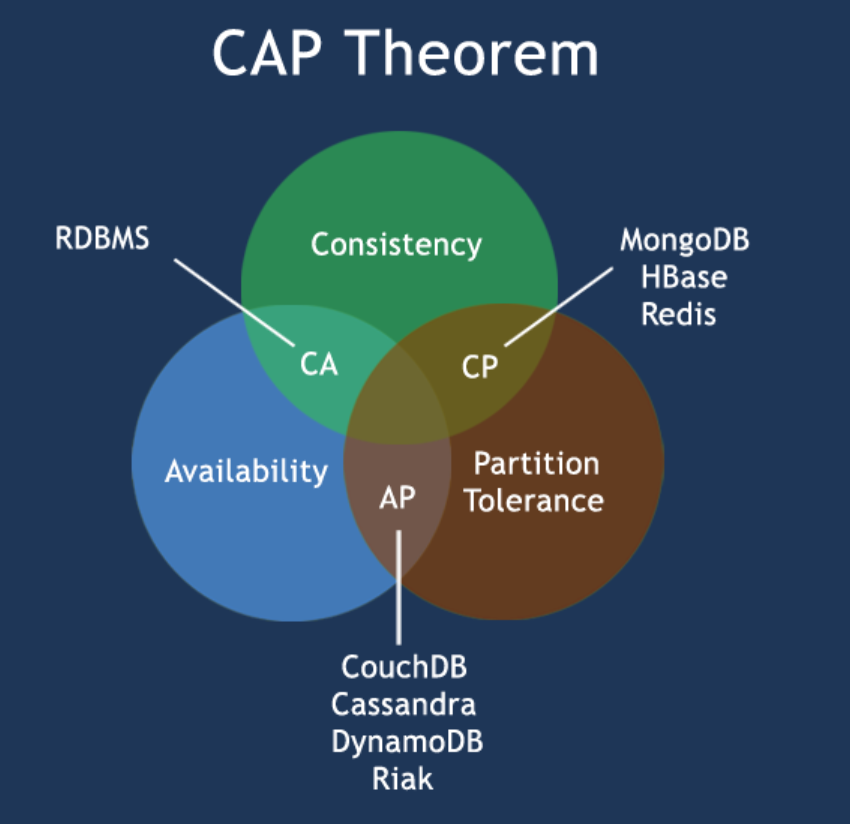 CAP Theorem
RDBMS
Consistency
MongoDB
HBase
Redis
CA
CP
Availability
Partition
Tolerance
AP
CouchDB
Cassandra
DynamoDB
Riak